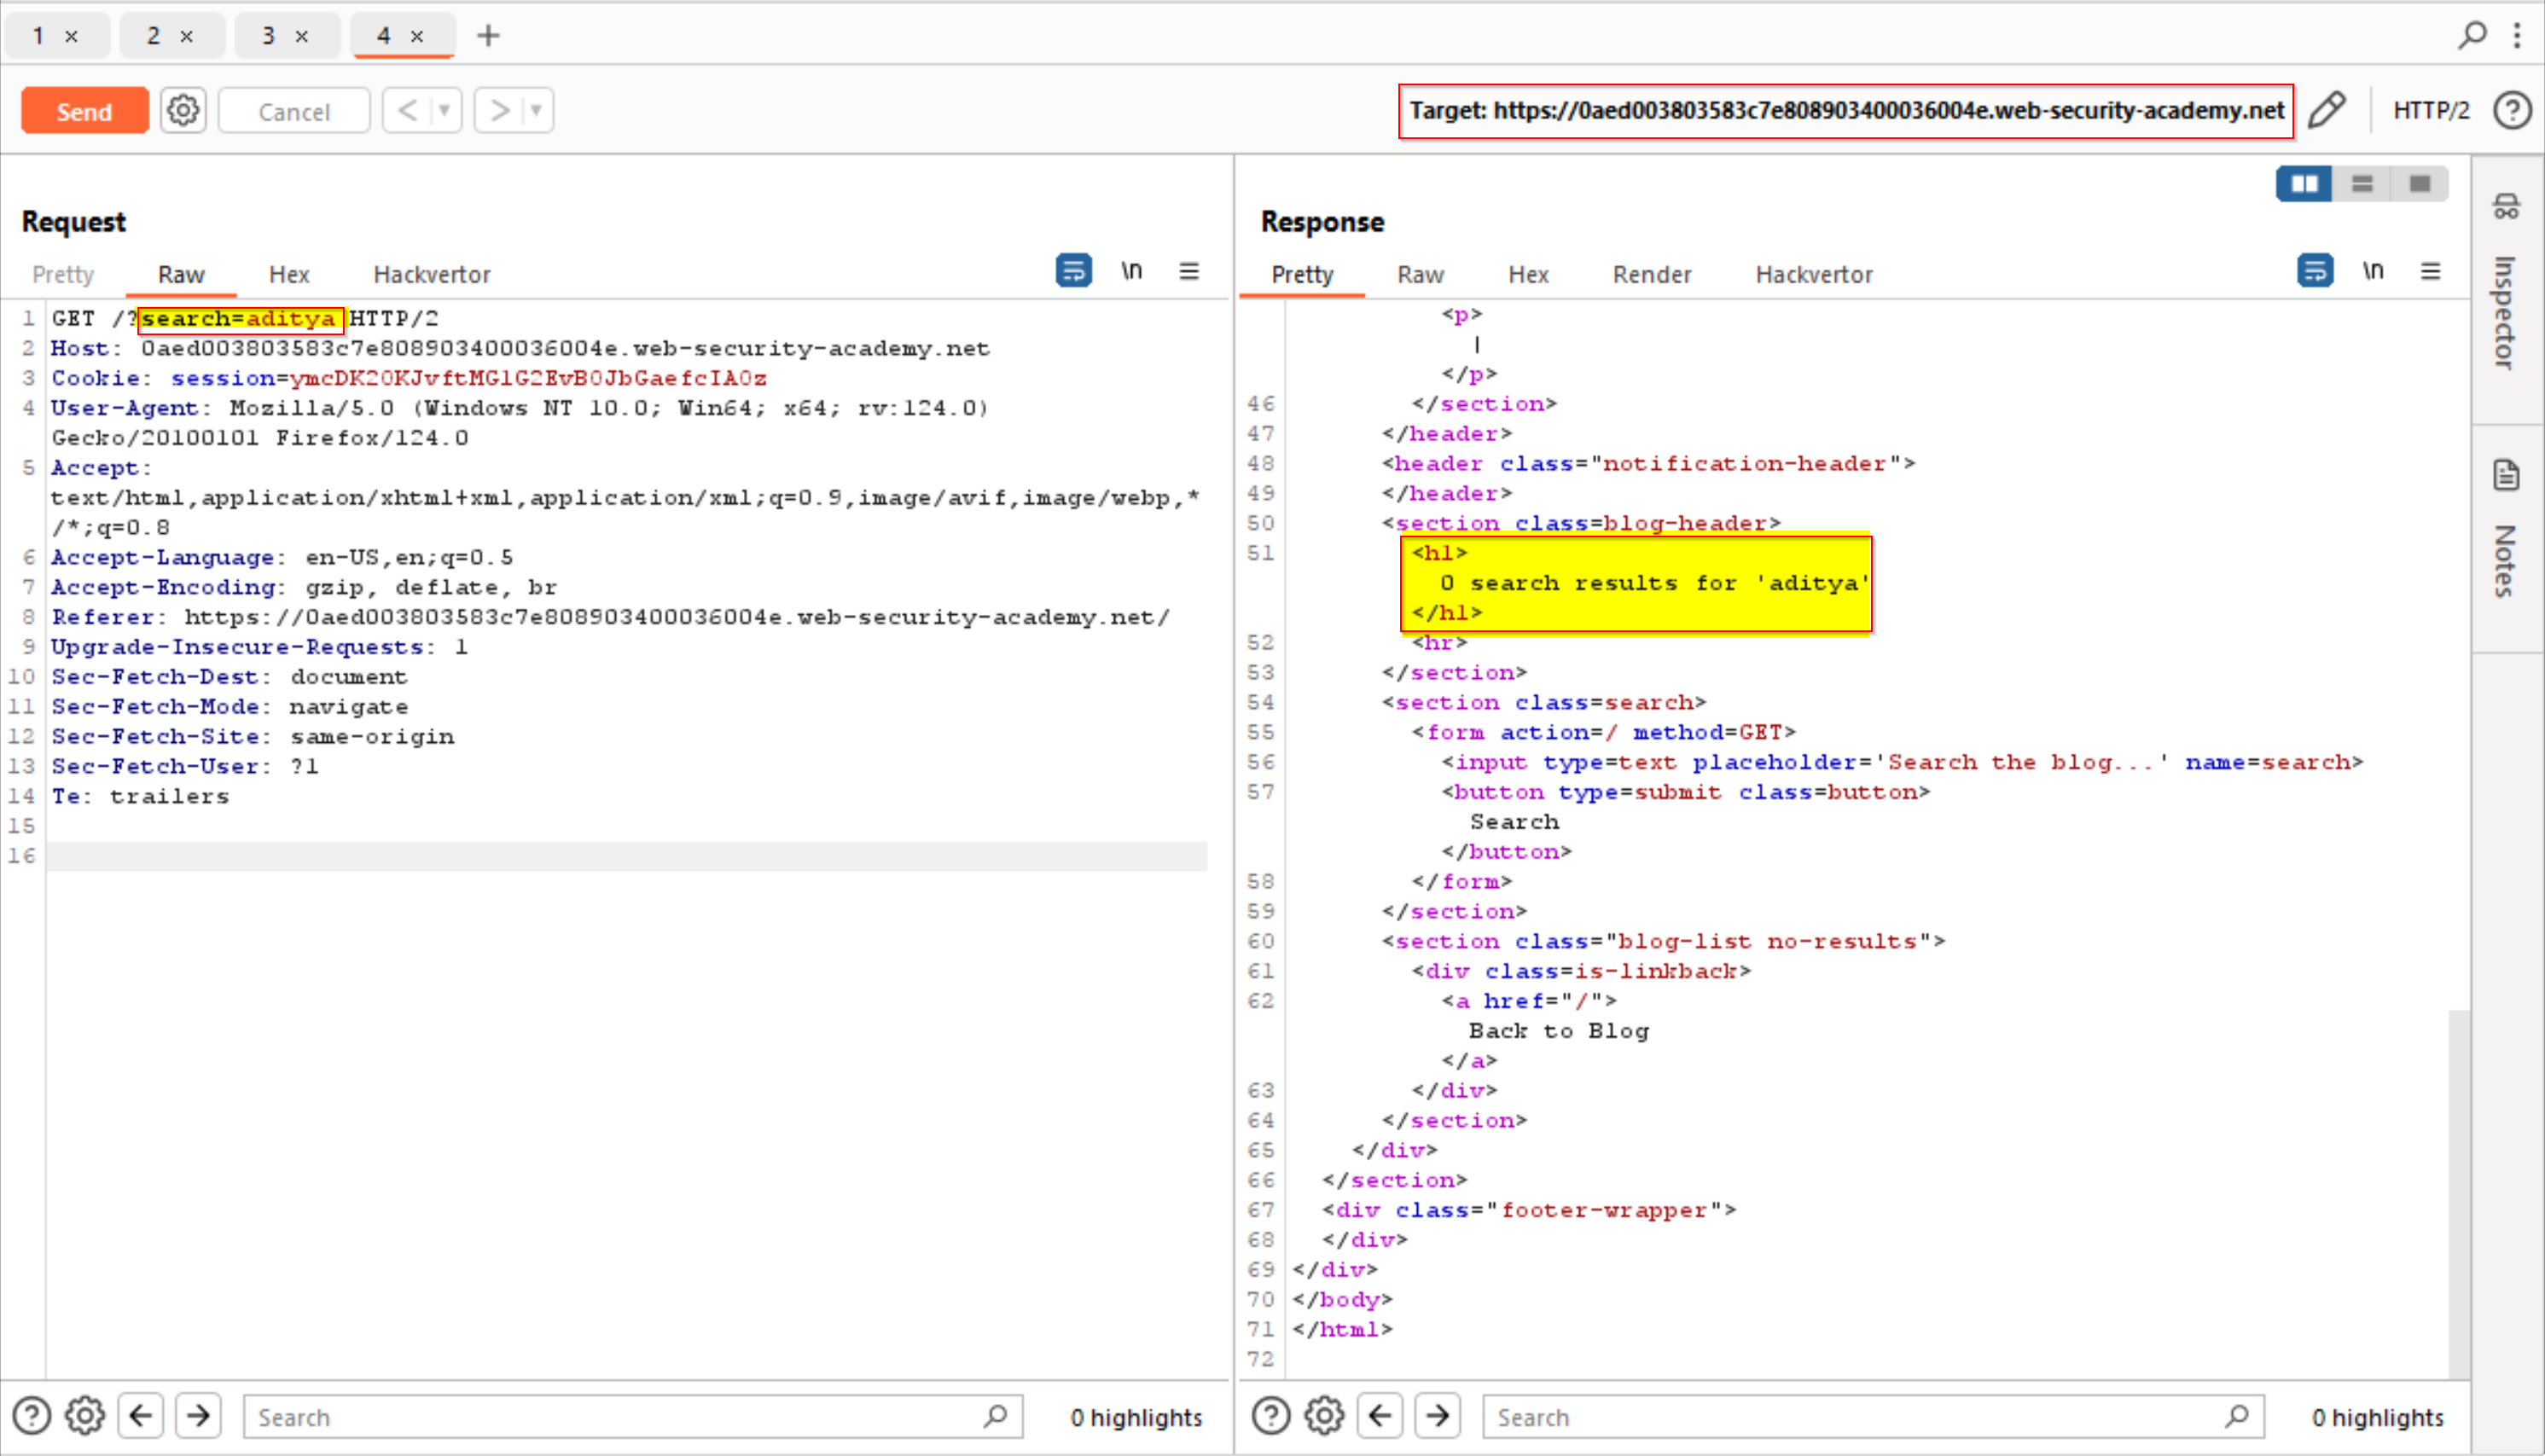 1 × 2 × 3 × 4 × +
Send Cancel < > Target: https://0aed003803583c7e808903400036004e.web-security-academy.net HTTP/2 ?
Request
Pretty Raw Hex Hackvertor \n
1 GET /?search=aditya HTTP/2
2 Host: 0aed003803583c7e808903400036004e.web-security-academy.net
3 Cookie: session=ymcDK20KJvftMG1G2EvB0JbGaefcIA0z
4 User-Agent: Mozilla/5.0 (Windows NT 10.0; Win64; x64; rv:124.0)
Gecko/20100101 Firefox/124.0
5 Accept:
text/html,application/xhtml+xml,application/xml;q=0.9,image/avif,image/webp,*
/*;q=0.8
6 Accept-Language: en-US,en;q=0.5
7 Accept-Encoding: gzip, deflate, br
8 Referer: https://0aed003803583c7e808903400036004e.web-security-academy.net/
9 Upgrade-Insecure-Requests: 1
10 Sec-Fetch-Dest: document
11 Sec-Fetch-Mode: navigate
12 Sec-Fetch-Site: same-origin
13 Sec-Fetch-User: ?1
14 Te: trailers
15
16
? Search 0 highlights
Response
Pretty Raw Hex Render Hackvertor \n
<p>
|
</p>
46 </section>
47 </header>
48 <header class="notification-header">
49 </header>
50 <section class=blog-header>
51 <h1>
0 search results for 'aditya'
</h1>
52 <hr>
53 </section>
54 <section class=search>
55 <form action=/ method=GET>
56 <input type=text placeholder='Search the blog...' name=search>
57 <button type=submit class=button>
Search
</button>
58 </form>
59 </section>
60 <section class="blog-list no-results">
61 <div class=is-linkback>
62 <a href="/">
Back to Blog
</a>
63 </div>
64 </section>
65 </div>
66 </section>
67 <div class="footer-wrapper">
68 </div>
69 </div>
70 </body>
71 </html>
72
? Search 0 highlights
Inspector
Notes